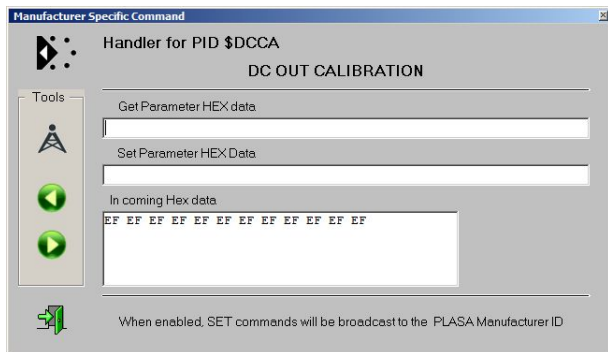 Manufacturer Specific Command
Handler for PID $DCCA
DC OUT CALIBRATION
Tools
Get Parameter HEX data
Set Parameter HEX Data
In coming Hex data
EF EF EF EF EF EF EF EF EF EF EF EF
When enabled, SET commands will be broadcast to the PLASA Manufacturer ID